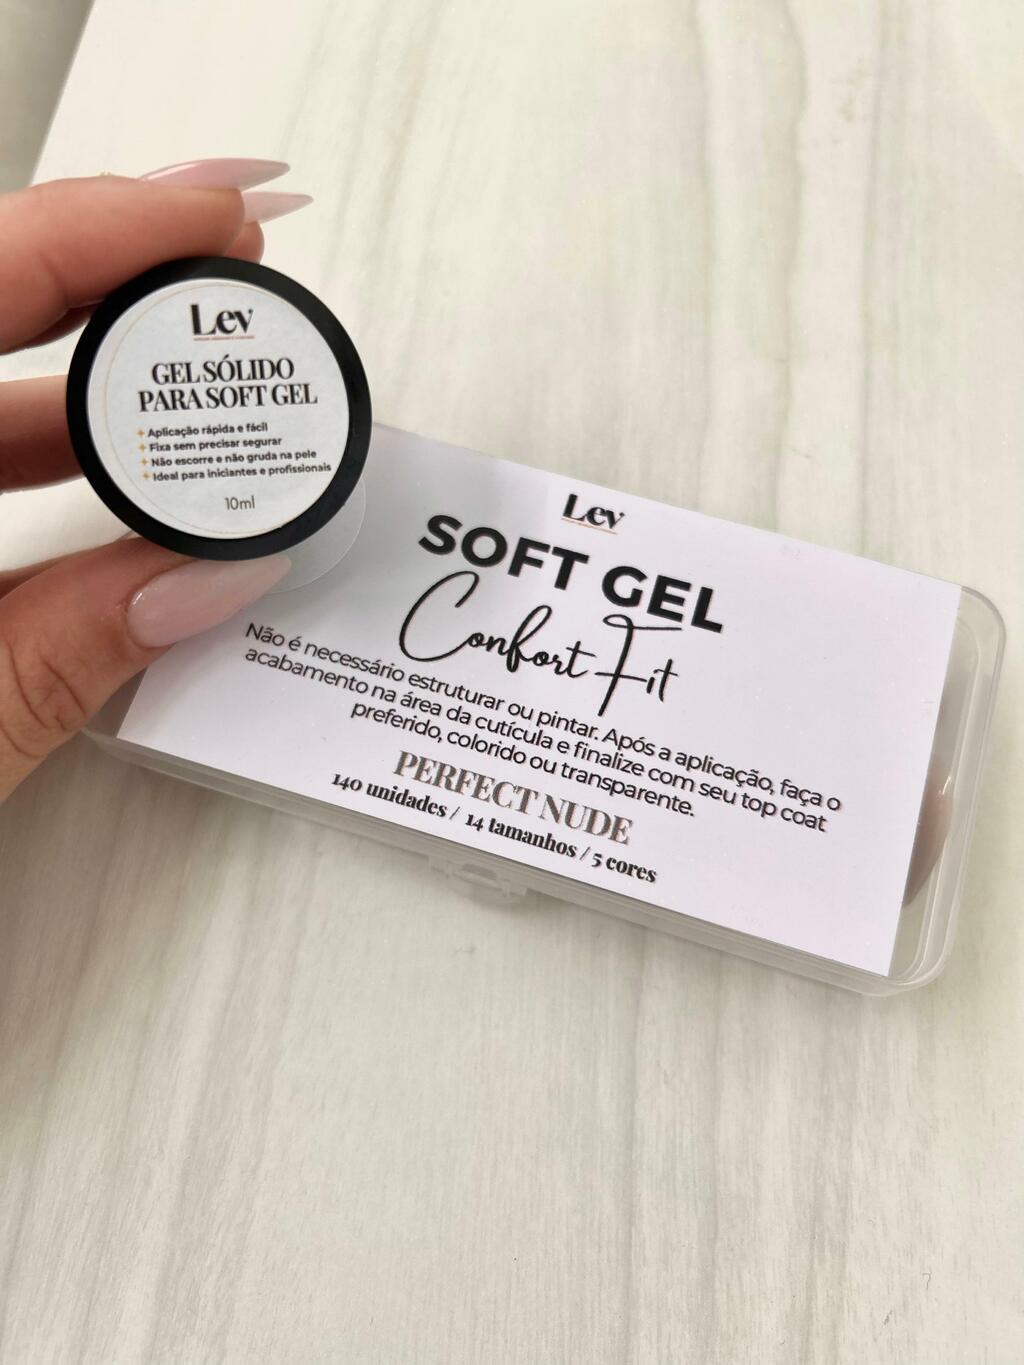 Lev
GEL SÓLIDO
PARA SOFT GEL
Aplicação rápida e fácil
Fixa sem precisar segurar
Não escorre e não gruda na pele
Ideal para iniciantes e profissionais
10ml
Lev
SOFT GEL
Confort Fit
Não é necessário estruturar ou pintar. Após a aplicação, faça o
acabamento na área da cutícula e finalize com seu top coat
preferido, colorido ou transparente.
PERFECT NUDE
140 unidades / 14 tamanhos / 5 cores